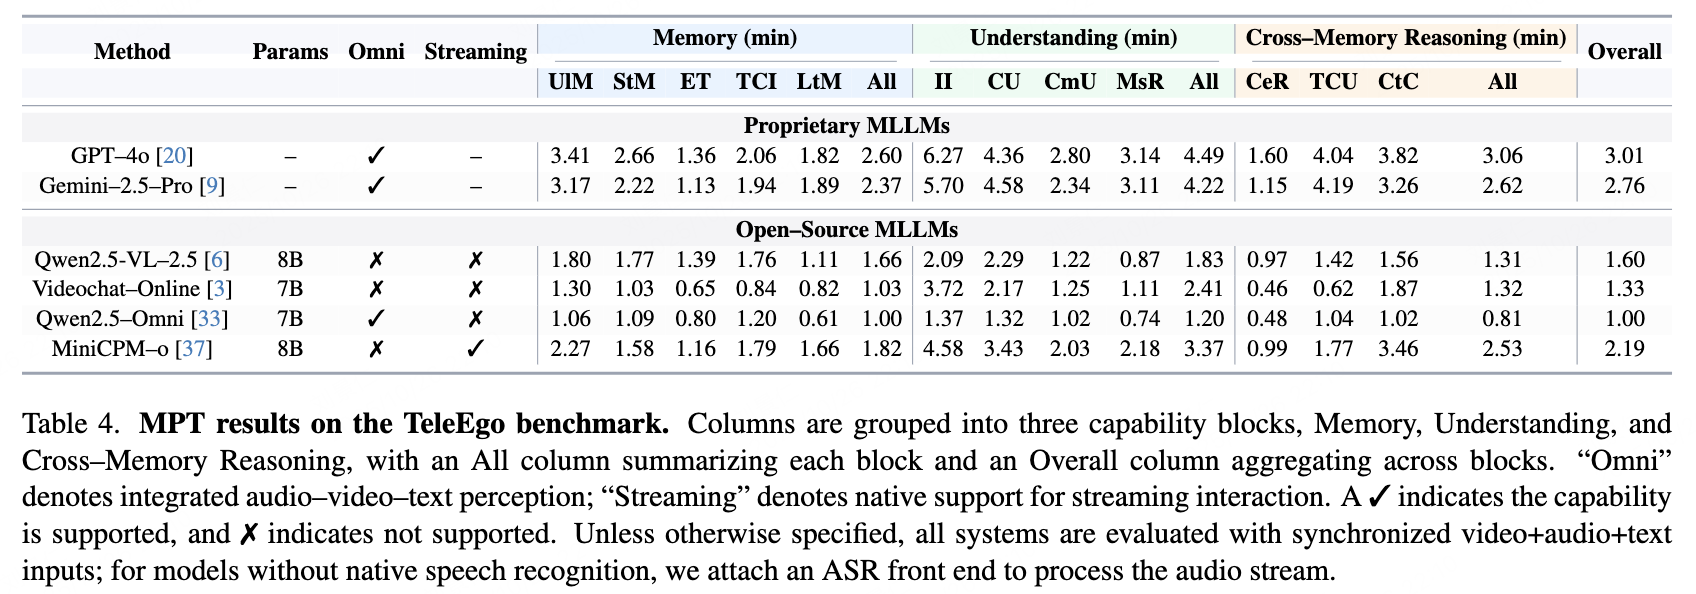 Method Params Omni Streaming Memory (min) Understanding (min) Cross–Memory Reasoning (min) Overall
UlM StM ET TCI LtM All II CU CmU MsR All CeR TCU CtC All
Proprietary MLLMs
GPT–4o [20] – ✓ – 3.41 2.66 1.36 2.06 1.82 2.60 6.27 4.36 2.80 3.14 4.49 1.60 4.04 3.82 3.06 3.01
Gemini–2.5–Pro [9] – ✓ – 3.17 2.22 1.13 1.94 1.89 2.37 5.70 4.58 2.34 3.11 4.22 1.15 4.19 3.26 2.62 2.76
Open–Source MLLMs
Qwen2.5-VL–2.5 [6] 8B ✗ ✗ 1.80 1.77 1.39 1.76 1.11 1.66 2.09 2.29 1.22 0.87 1.83 0.97 1.42 1.56 1.31 1.60
Videochat–Online [3] 7B ✗ ✗ 1.30 1.03 0.65 0.84 0.82 1.03 3.72 2.17 1.25 1.11 2.41 0.46 0.62 1.87 1.32 1.33
Qwen2.5–Omni [33] 7B ✓ ✗ 1.06 1.09 0.80 1.20 0.61 1.00 1.37 1.32 1.02 0.74 1.20 0.48 1.04 1.02 0.81 1.00
MiniCPM–o [37] 8B ✗ ✓ 2.27 1.58 1.16 1.79 1.66 1.82 4.58 3.43 2.03 2.18 3.37 0.99 1.77 3.46 2.53 2.19
Table 4. MPT results on the TeleEgo benchmark. Columns are grouped into three capability blocks, Memory, Understanding, and
Cross–Memory Reasoning, with an All column summarizing each block and an Overall column aggregating across blocks. “Omni”
denotes integrated audio–video–text perception; “Streaming” denotes native support for streaming interaction. A ✓ indicates the capability
is supported, and ✗ indicates not supported. Unless otherwise specified, all systems are evaluated with synchronized video+audio+text
inputs; for models without native speech recognition, we attach an ASR front end to process the audio stream.